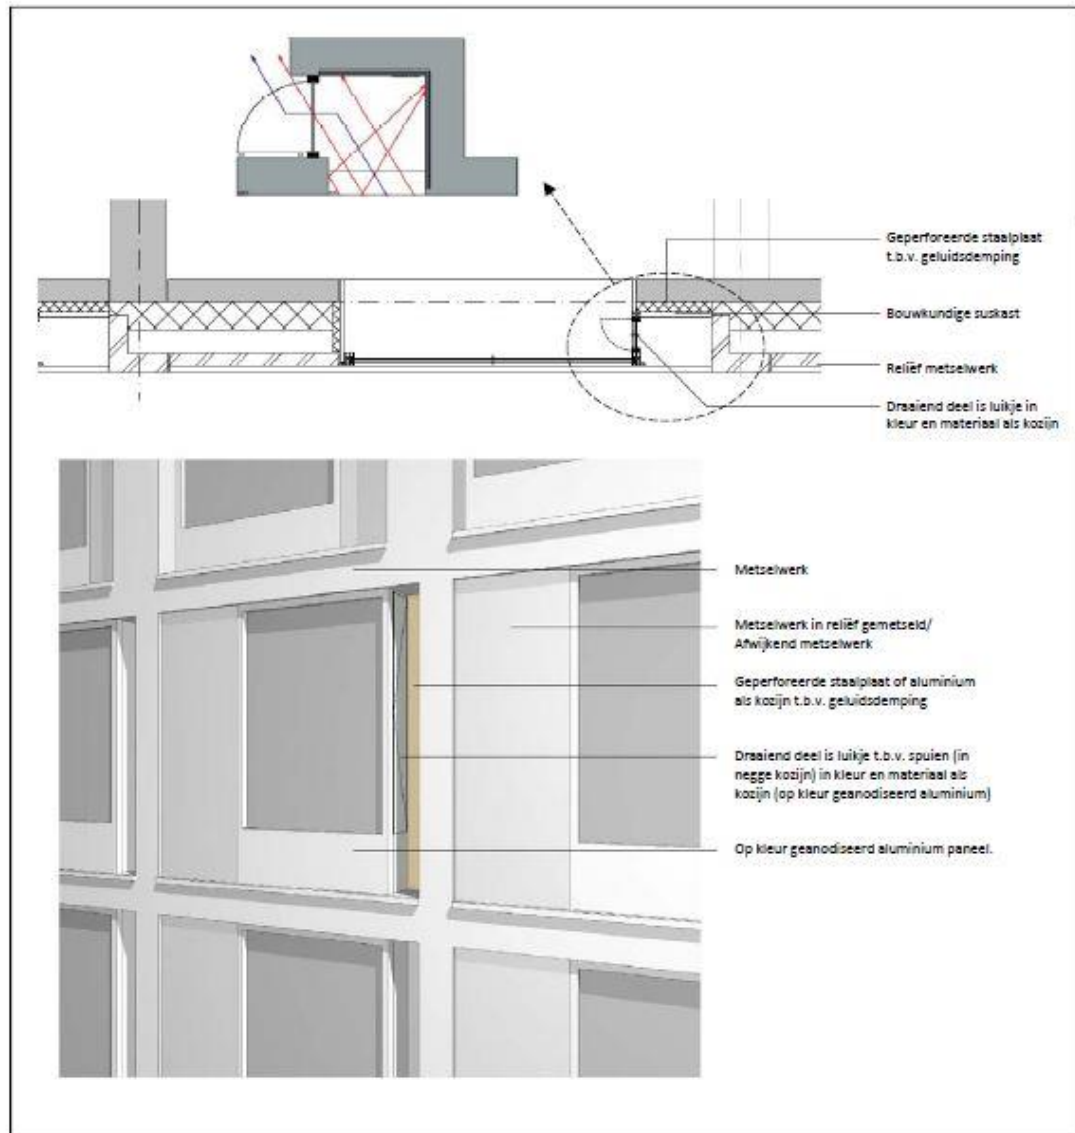 Geperforeerde staalplaat
t.b.v. geluidsdemping
Bouwkundige suskast
Reliëf metselwerk
Draaiend deel is luikje in
kleur en materiaal als kozijn
Metselwerk
Metselwerk in reliëf gemetseld/
Afwijkend metselwerk
Geperforeerde staalplaat of aluminium
als kozijn t.b.v. geluidsdemping
Draaiend deel is luikje t.b.v. spuien (in
negge kozijn) in kleur en materiaal als
kozijn (op kleur geanodiseerd aluminium)
Op kleur geanodiseerd aluminium paneel.